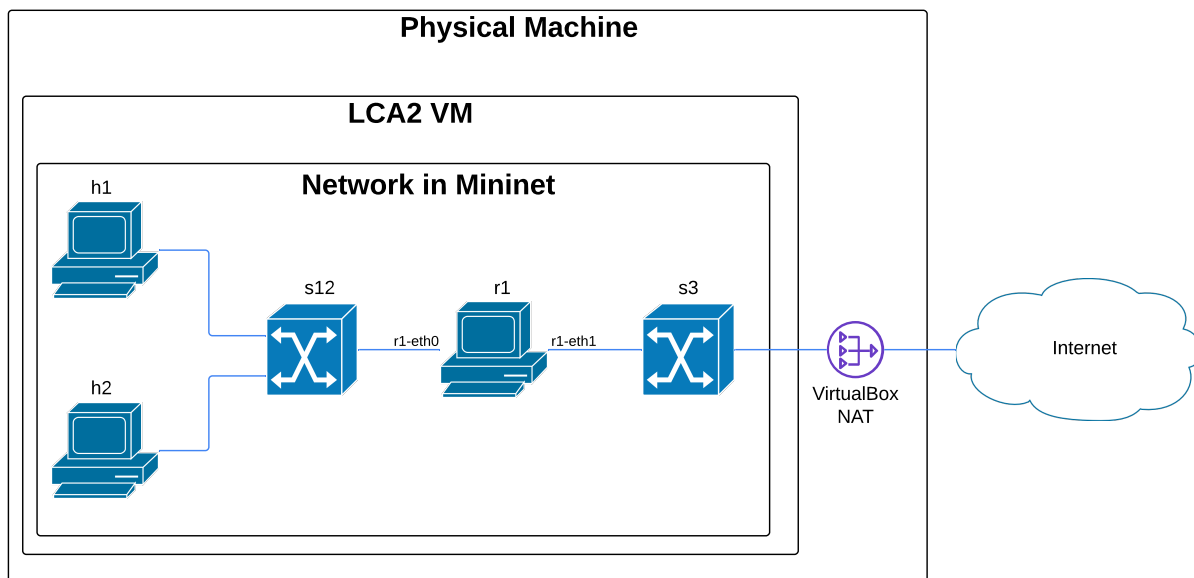 Physical Machine
LCA2 VM
Network in Mininet
h1
s12
r1
s3
r1-eth0
r1-eth1
Internet
h2
VirtualBox
NAT